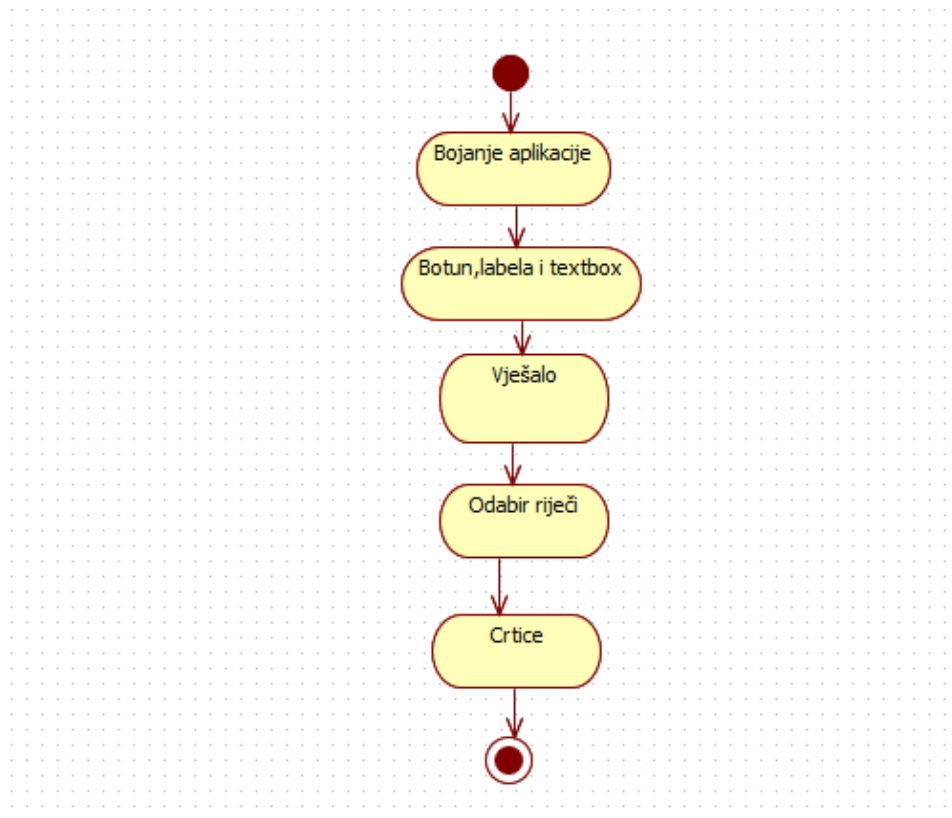 Bojanje aplikacije
Botun,labela i textbox
Vješalo
Odabir riječi
Crtice